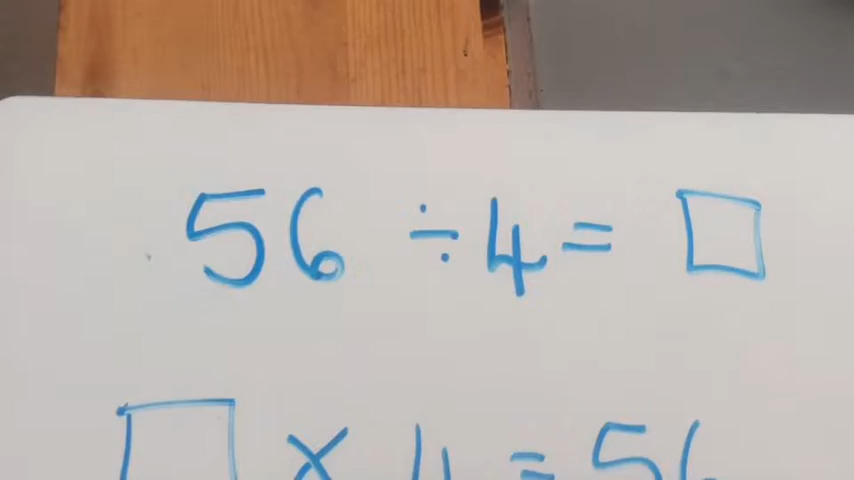 56 ÷ 4 = □
□ × 4 = 56